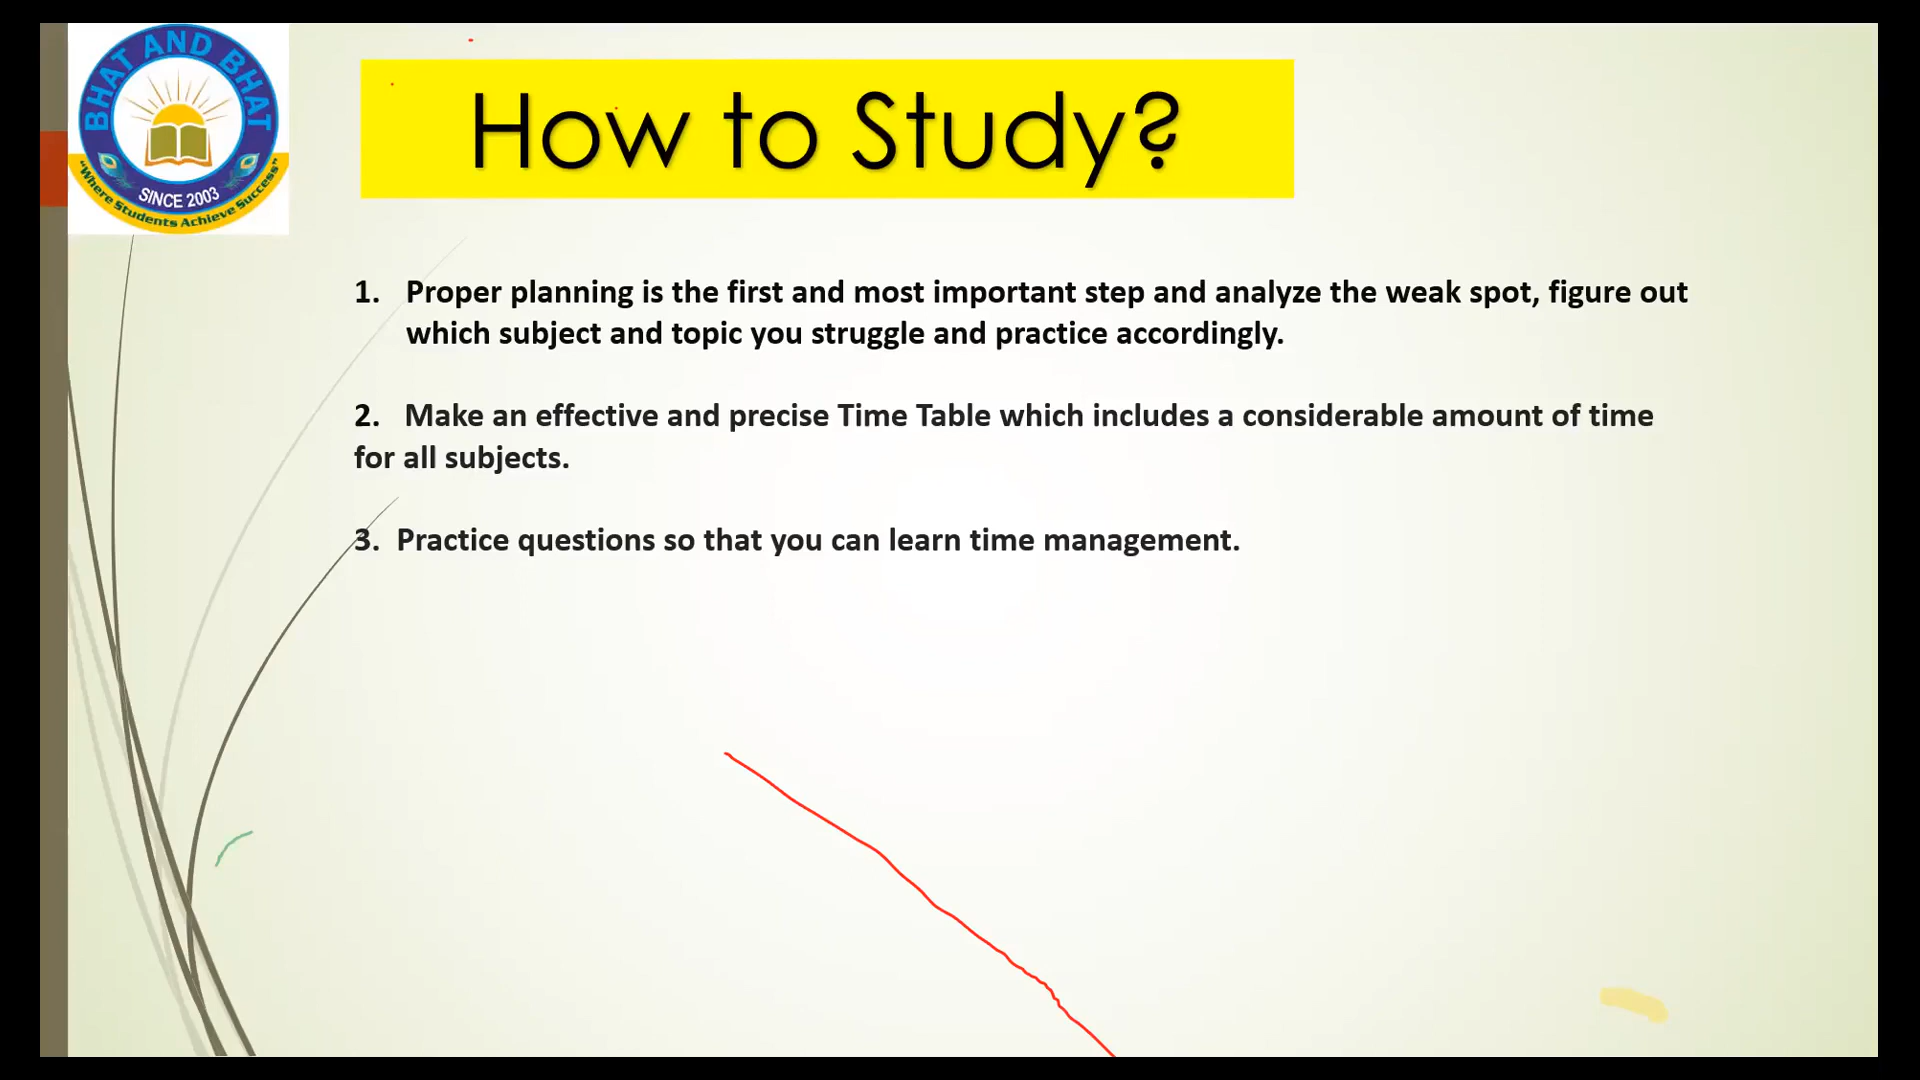 BHAT AND BHAT
SINCE 2003
"Where Students Achieve Success"
How to Study?
1. Proper planning is the first and most important step and analyze the weak spot, figure out
which subject and topic you struggle and practice accordingly.
2. Make an effective and precise Time Table which includes a considerable amount of time
for all subjects.
3. Practice questions so that you can learn time management.